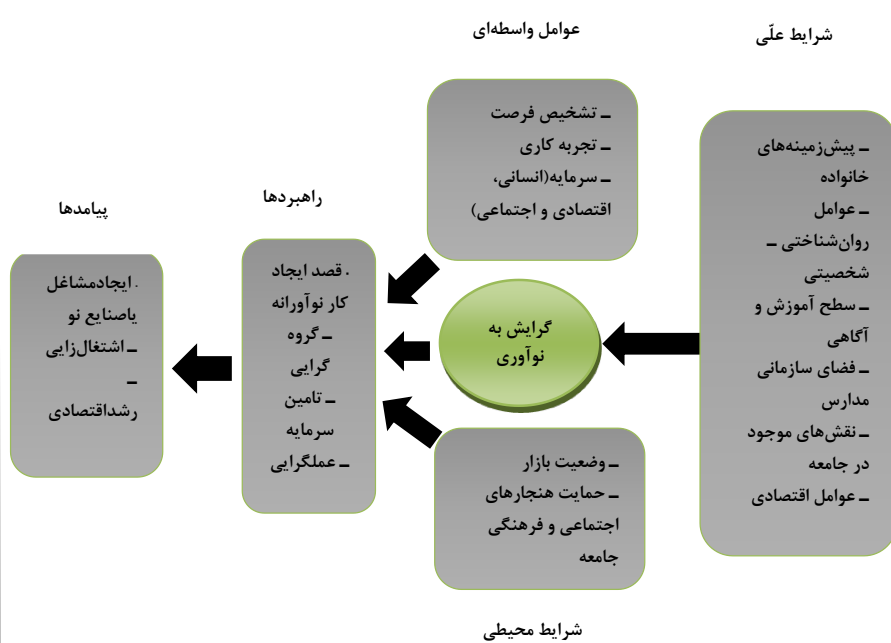 شرایط علّی
ـ پیش‌زمینه‌های
خانواده
ـ عوامل
روان‌شناختی ـ
شخصیتی
ـ سطح آموزش و
آگاهی
ـ فضای سازمانی
مدارس
ـ نقش‌های موجود
در جامعه
ـ عوامل اقتصادی
عوامل واسطه‌ای
ـ تشخیص فرصت
ـ تجربه کاری
ـ سرمایه(انسانی،
اقتصادی و اجتماعی)
گرایش به
نوآوری
ـ وضعیت بازار
ـ حمایت هنجارهای
اجتماعی و فرهنگی
جامعه
شرایط محیطی
راهبردها
. قصد ایجاد
کار نوآورانه
ـ گروه
گرایی
ـ تامین
سرمایه
ـ عملگرایی
پیامدها
. ایجادمشاغل
یاصنایع نو
ـ اشتغال‌زایی
ـ
رشداقتصادی